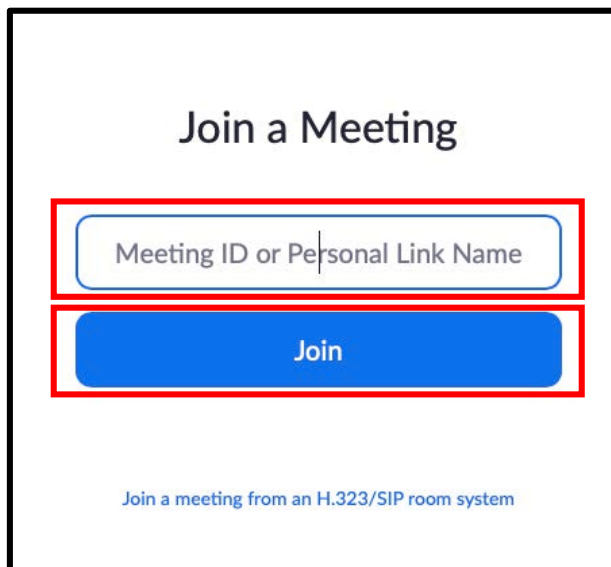 Join a Meeting
Meeting ID or Personal Link Name
Join
Join a meeting from an H.323/SIP room system